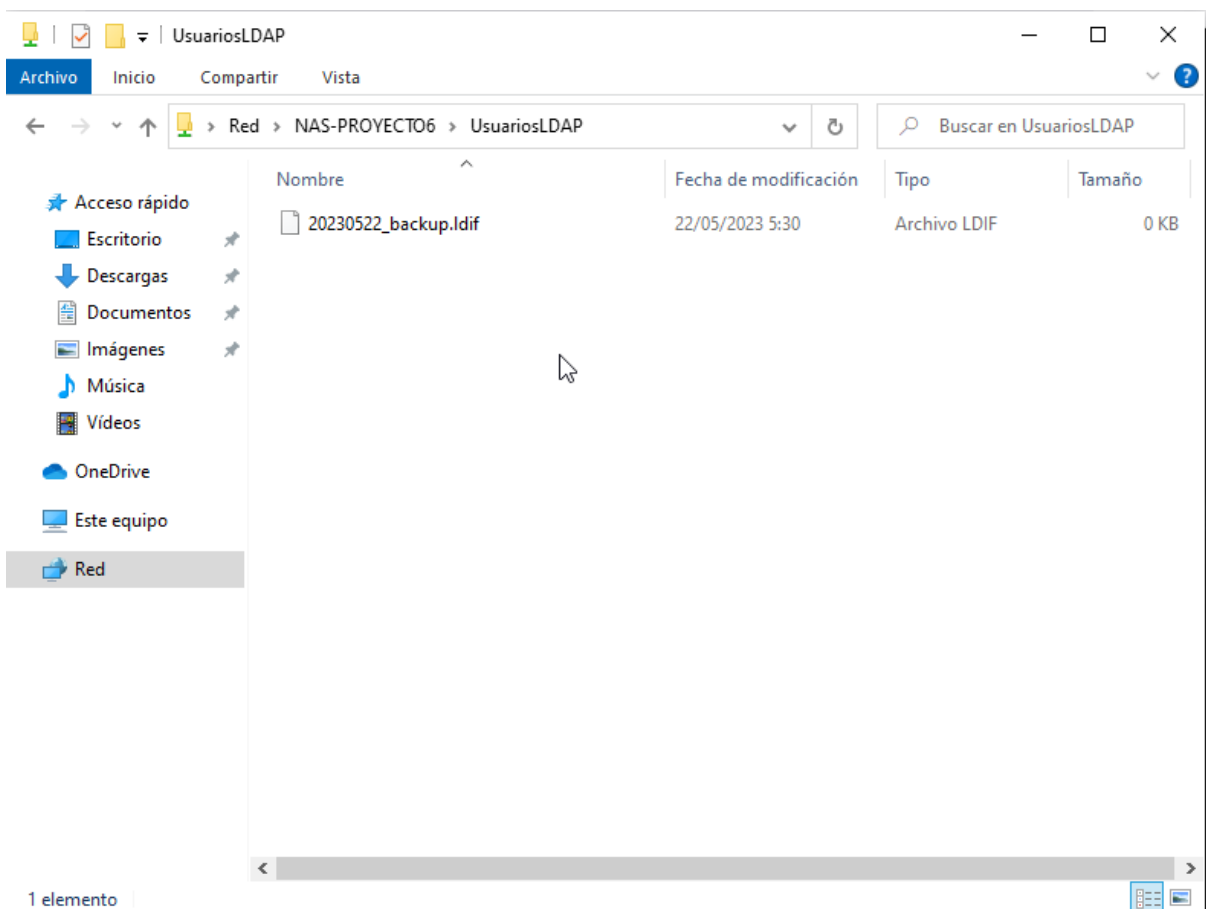 UsuariosLDAP
Archivo Inicio Compartir Vista
Red NAS-PROYECTO6 UsuariosLDAP Buscar en UsuariosLDAP
Nombre Fecha de modificación Tipo Tamaño
20230522_backup.ldif 22/05/2023 5:30 Archivo LDIF 0 KB
Acceso rápido
Escritorio
Descargas
Documentos
Imágenes
Música
Vídeos
OneDrive
Este equipo
Red
1 elemento